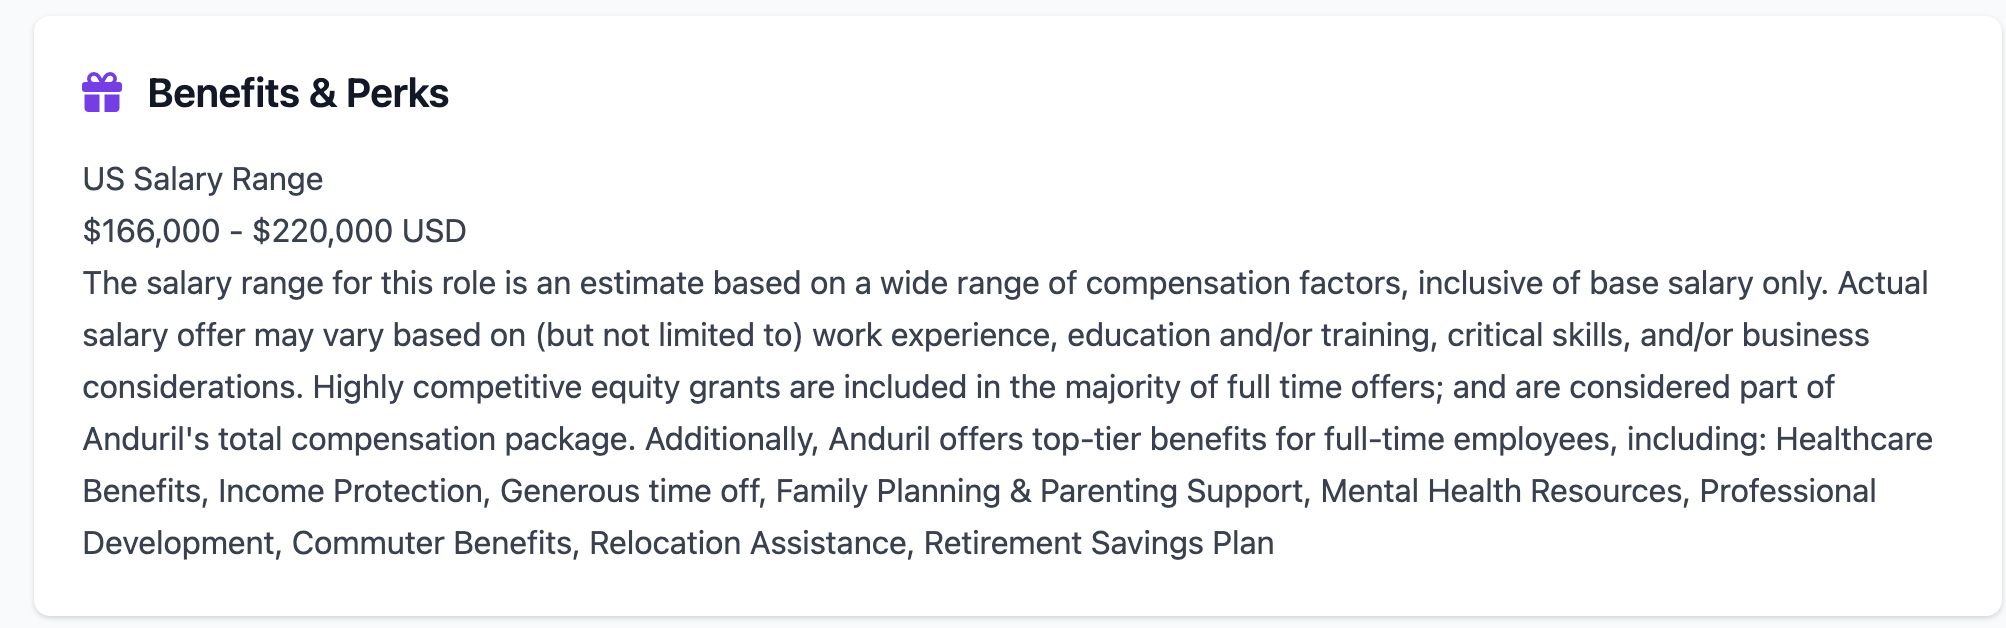 Benefits & Perks
US Salary Range
$166,000 - $220,000 USD
The salary range for this role is an estimate based on a wide range of compensation factors, inclusive of base salary only. Actual
salary offer may vary based on (but not limited to) work experience, education and/or training, critical skills, and/or business
considerations. Highly competitive equity grants are included in the majority of full time offers; and are considered part of
Anduril's total compensation package. Additionally, Anduril offers top-tier benefits for full-time employees, including: Healthcare
Benefits, Income Protection, Generous time off, Family Planning & Parenting Support, Mental Health Resources, Professional
Development, Commuter Benefits, Relocation Assistance, Retirement Savings Plan